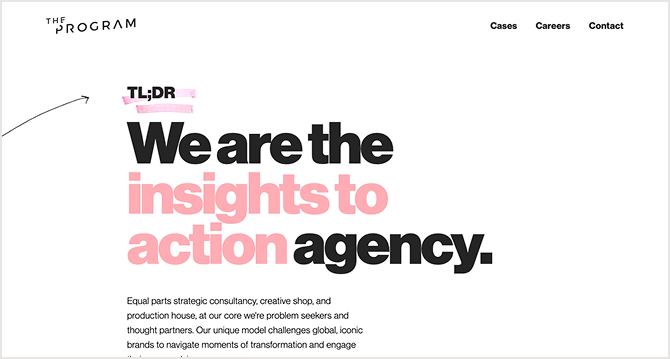 THE
PROGRAM
Cases Careers Contact
TL;DR
We are the
insights to
action agency.
Equal parts strategic consultancy, creative shop, and
production house, at our core we're problem seekers and
thought partners. Our unique model challenges global, iconic
brands to navigate moments of transformation and engage